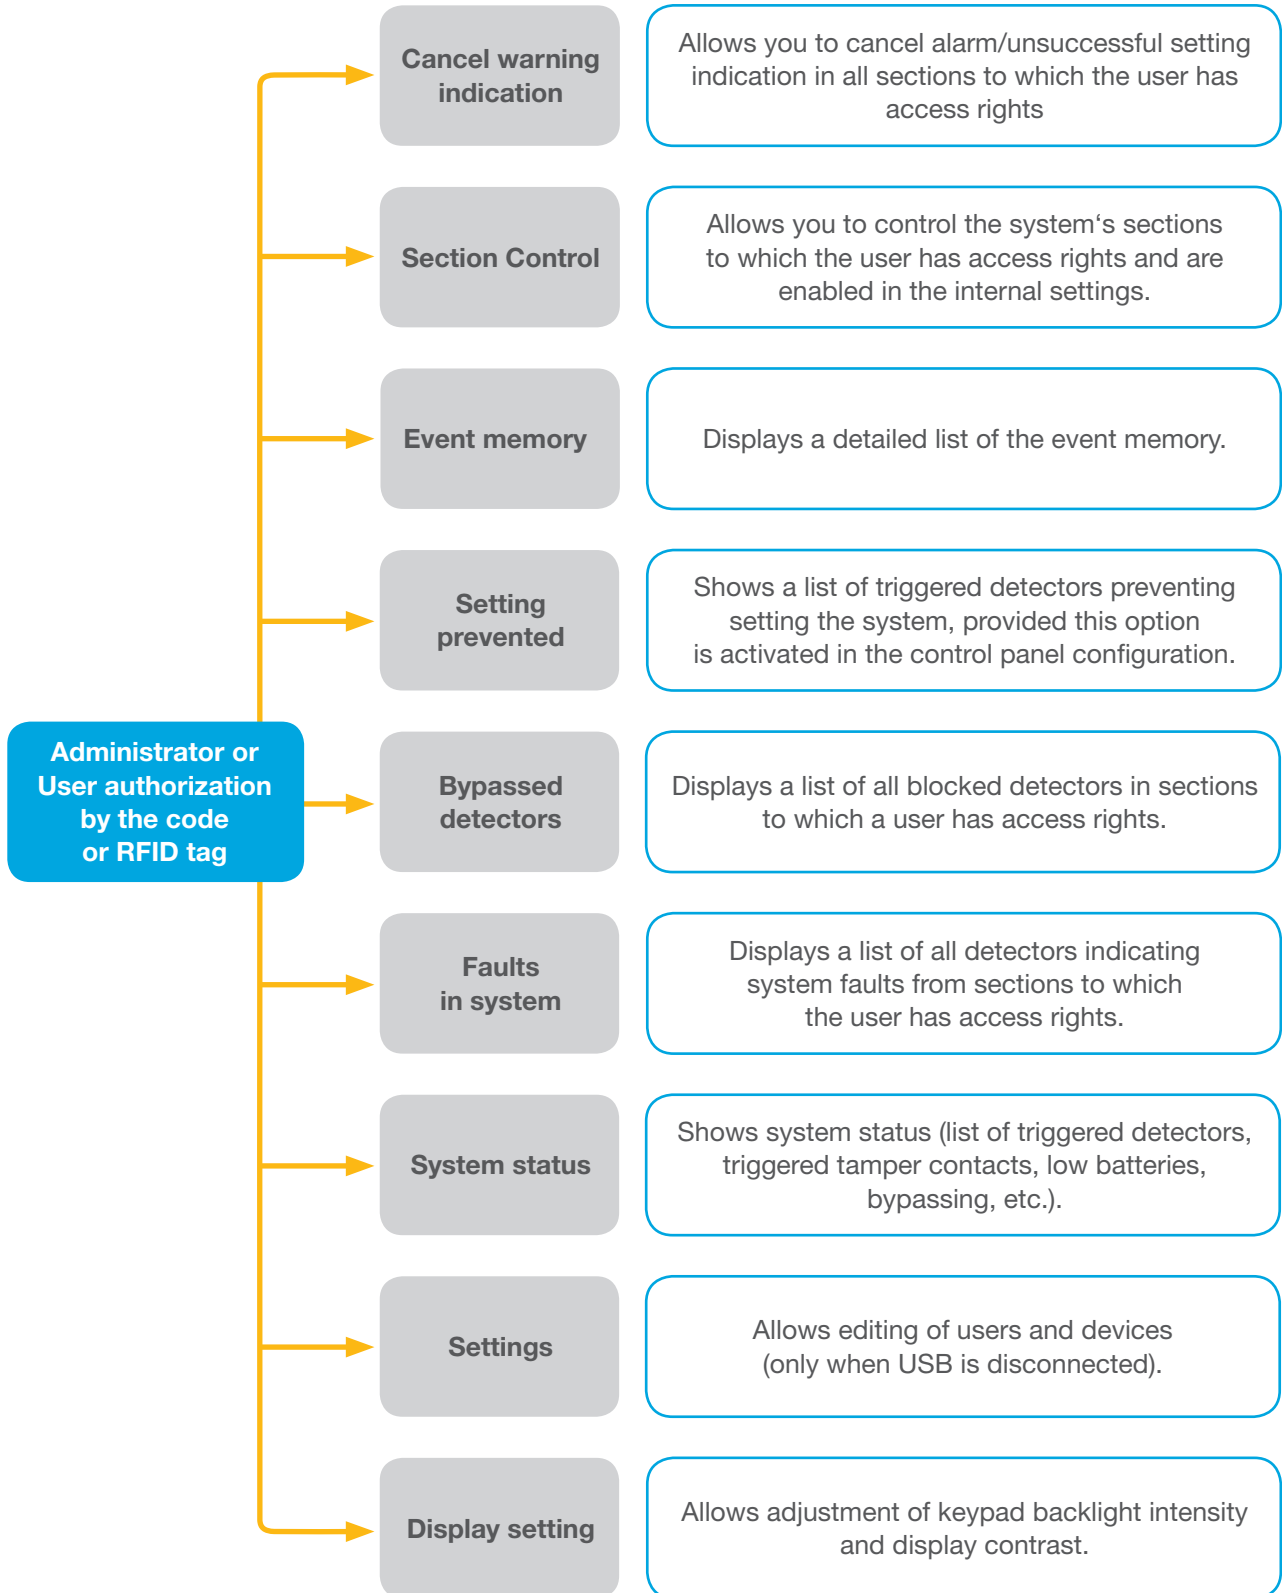 Cancel warning
indication
Allows you to cancel alarm/unsuccessful setting
indication in all sections to which the user has
access rights
Section Control
Allows you to control the system‘s sections
to which the user has access rights and are
enabled in the internal settings.
Event memory
Displays a detailed list of the event memory.
Setting
prevented
Shows a list of triggered detectors preventing
setting the system, provided this option
is activated in the control panel configuration.
Administrator or
User authorization
by the code
or RFID tag
Bypassed
detectors
Displays a list of all blocked detectors in sections
to which a user has access rights.
Faults
in system
Displays a list of all detectors indicating
system faults from sections to which
the user has access rights.
System status
Shows system status (list of triggered detectors,
triggered tamper contacts, low batteries,
bypassing, etc.).
Settings
Allows editing of users and devices
(only when USB is disconnected).
Display setting
Allows adjustment of keypad backlight intensity
and display contrast.